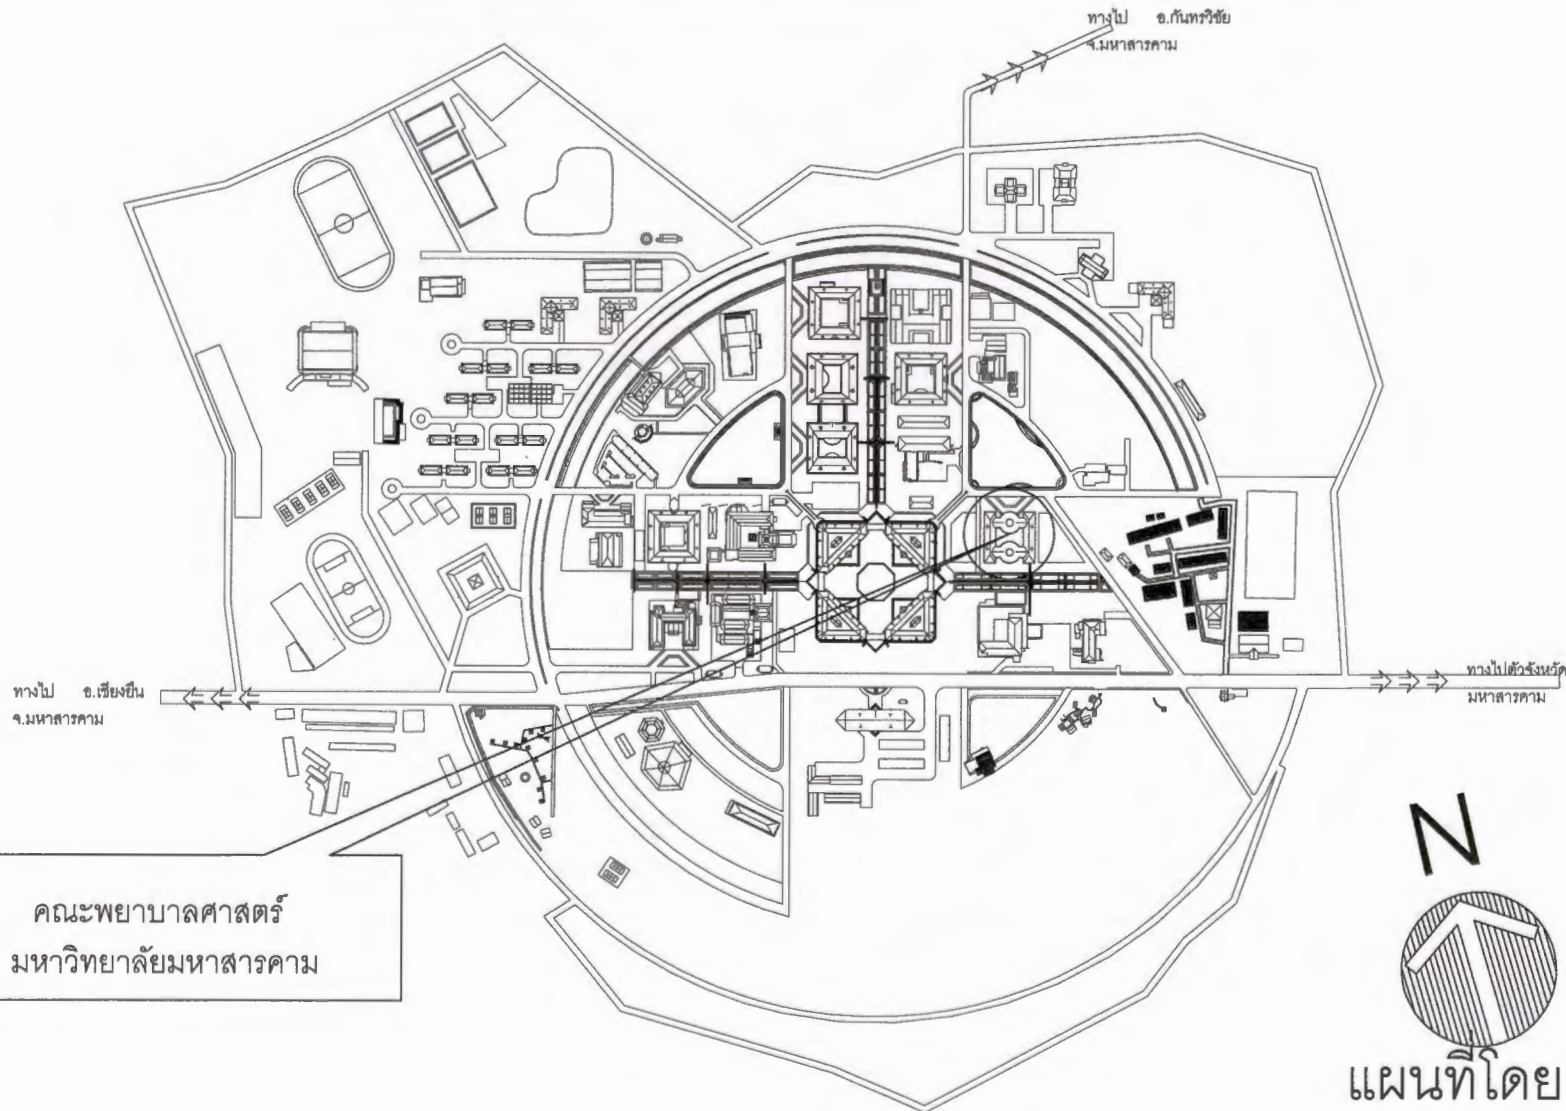 ทางไป อ.กันทรวิชัย
จ.มหาสารคาม
ทางไป อ.เชียงยืน
จ.มหาสารคาม
ทางไปตัวจังหวัด
มหาสารคาม
คณะพยาบาลศาสตร์
มหาวิทยาลัยมหาสารคาม
N
แผนที่โดย